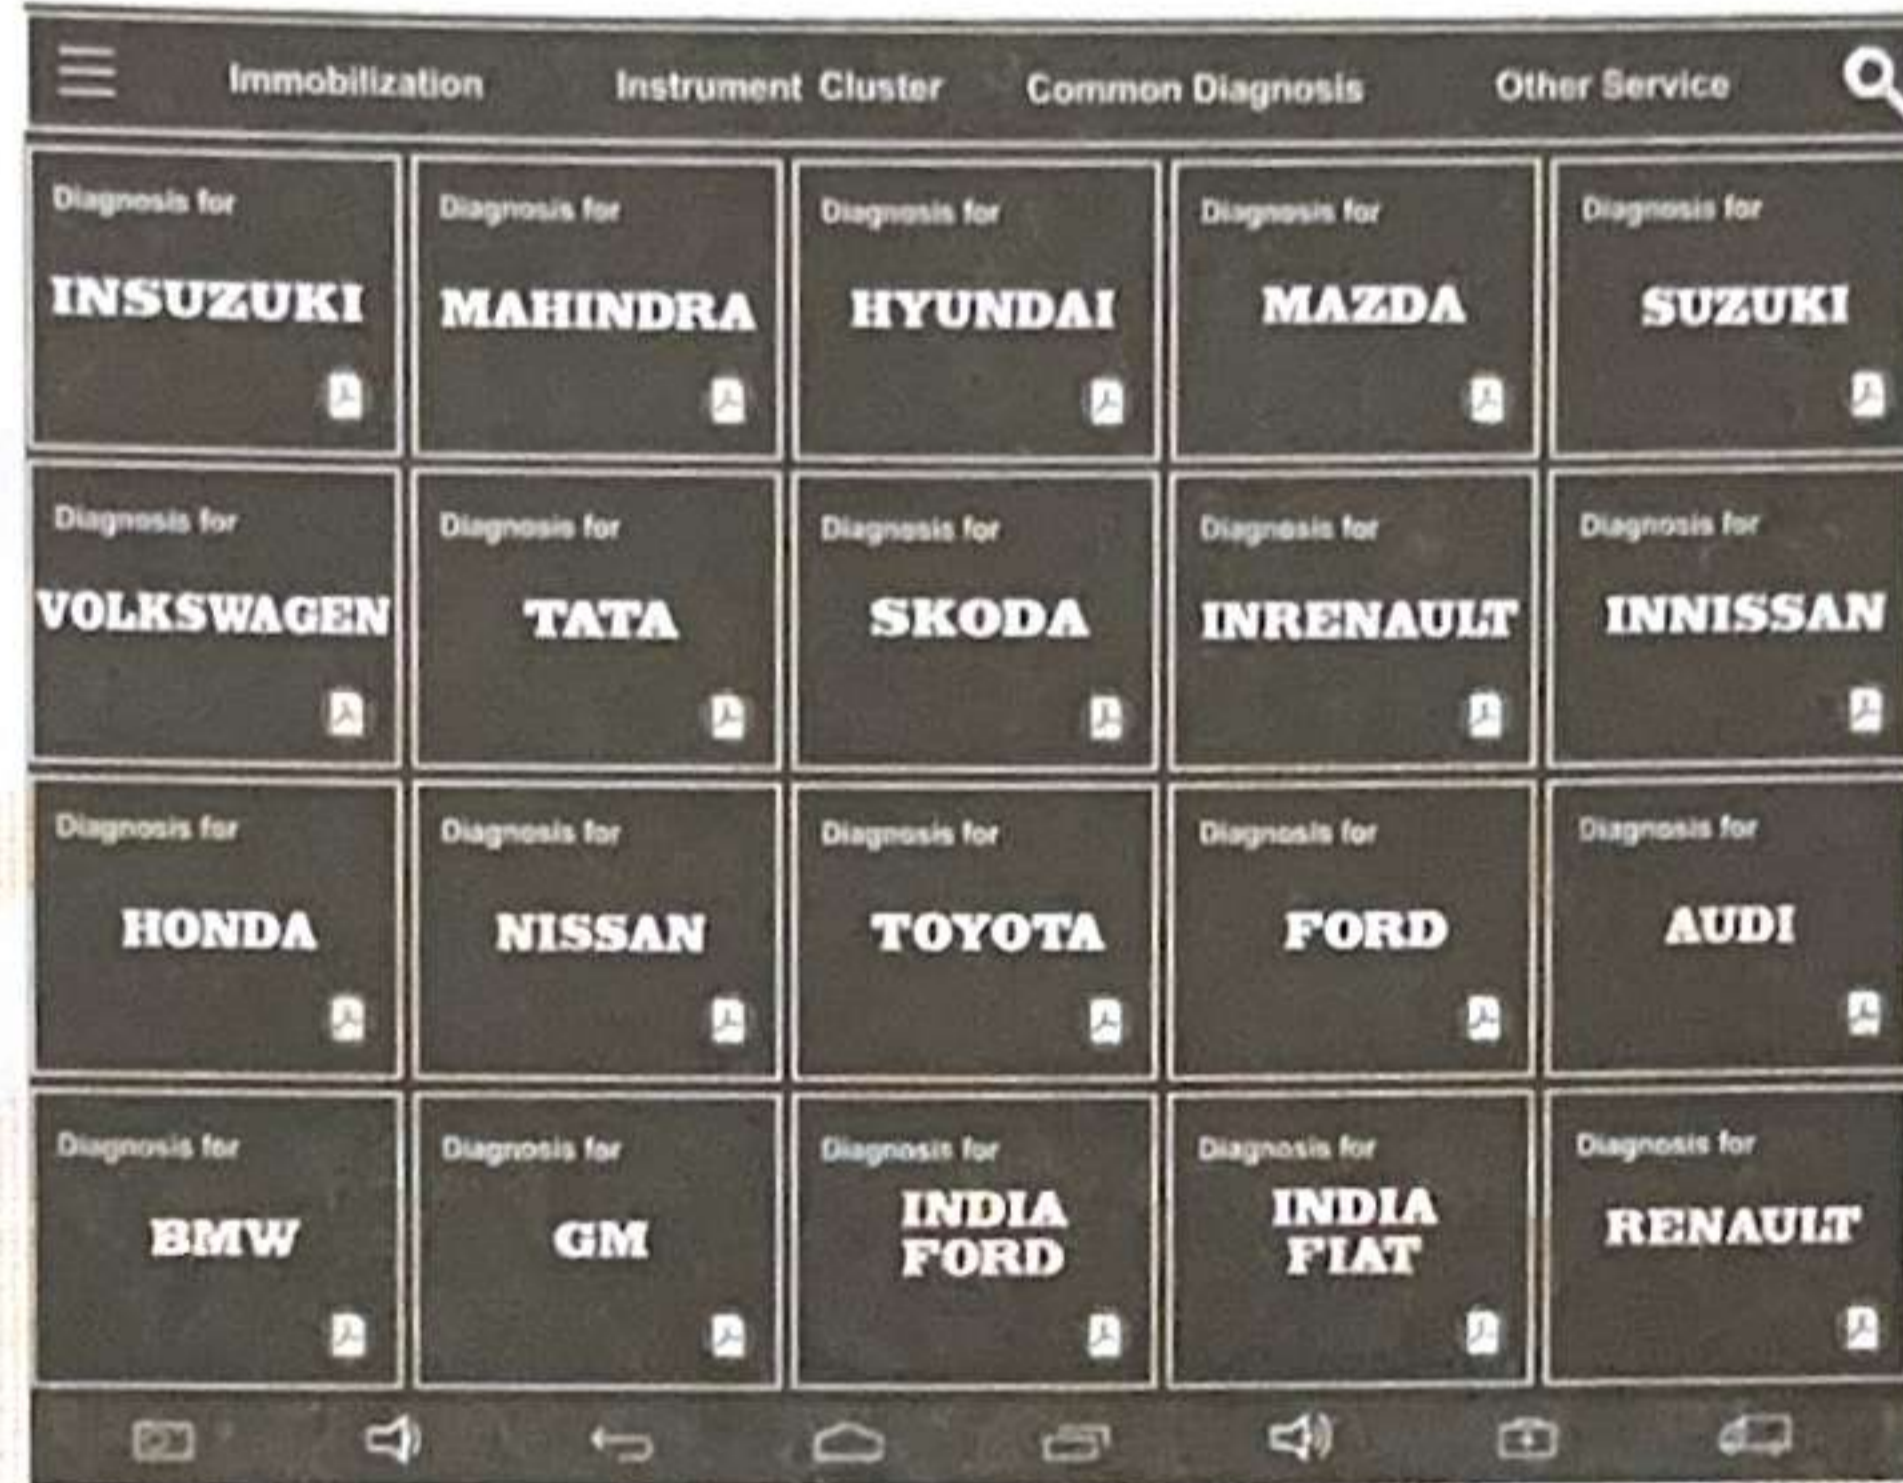 Immobilization Instrument Cluster Common Diagnosis Other Service
Diagnosis for Diagnosis for Diagnosis for Diagnosis for Diagnosis for
INSUZUKI MAHINDRA HYUNDAI MAZDA SUZUKI
Diagnosis for Diagnosis for Diagnosis for Diagnosis for Diagnosis for
VOLKSWAGEN TATA SKODA INRENAULT INNISSAN
Diagnosis for Diagnosis for Diagnosis for Diagnosis for Diagnosis for
HONDA NISSAN TOYOTA FORD AUDI
Diagnosis for Diagnosis for Diagnosis for Diagnosis for Diagnosis for
BMW GM INDIA FORD INDIA FIAT RENAULT